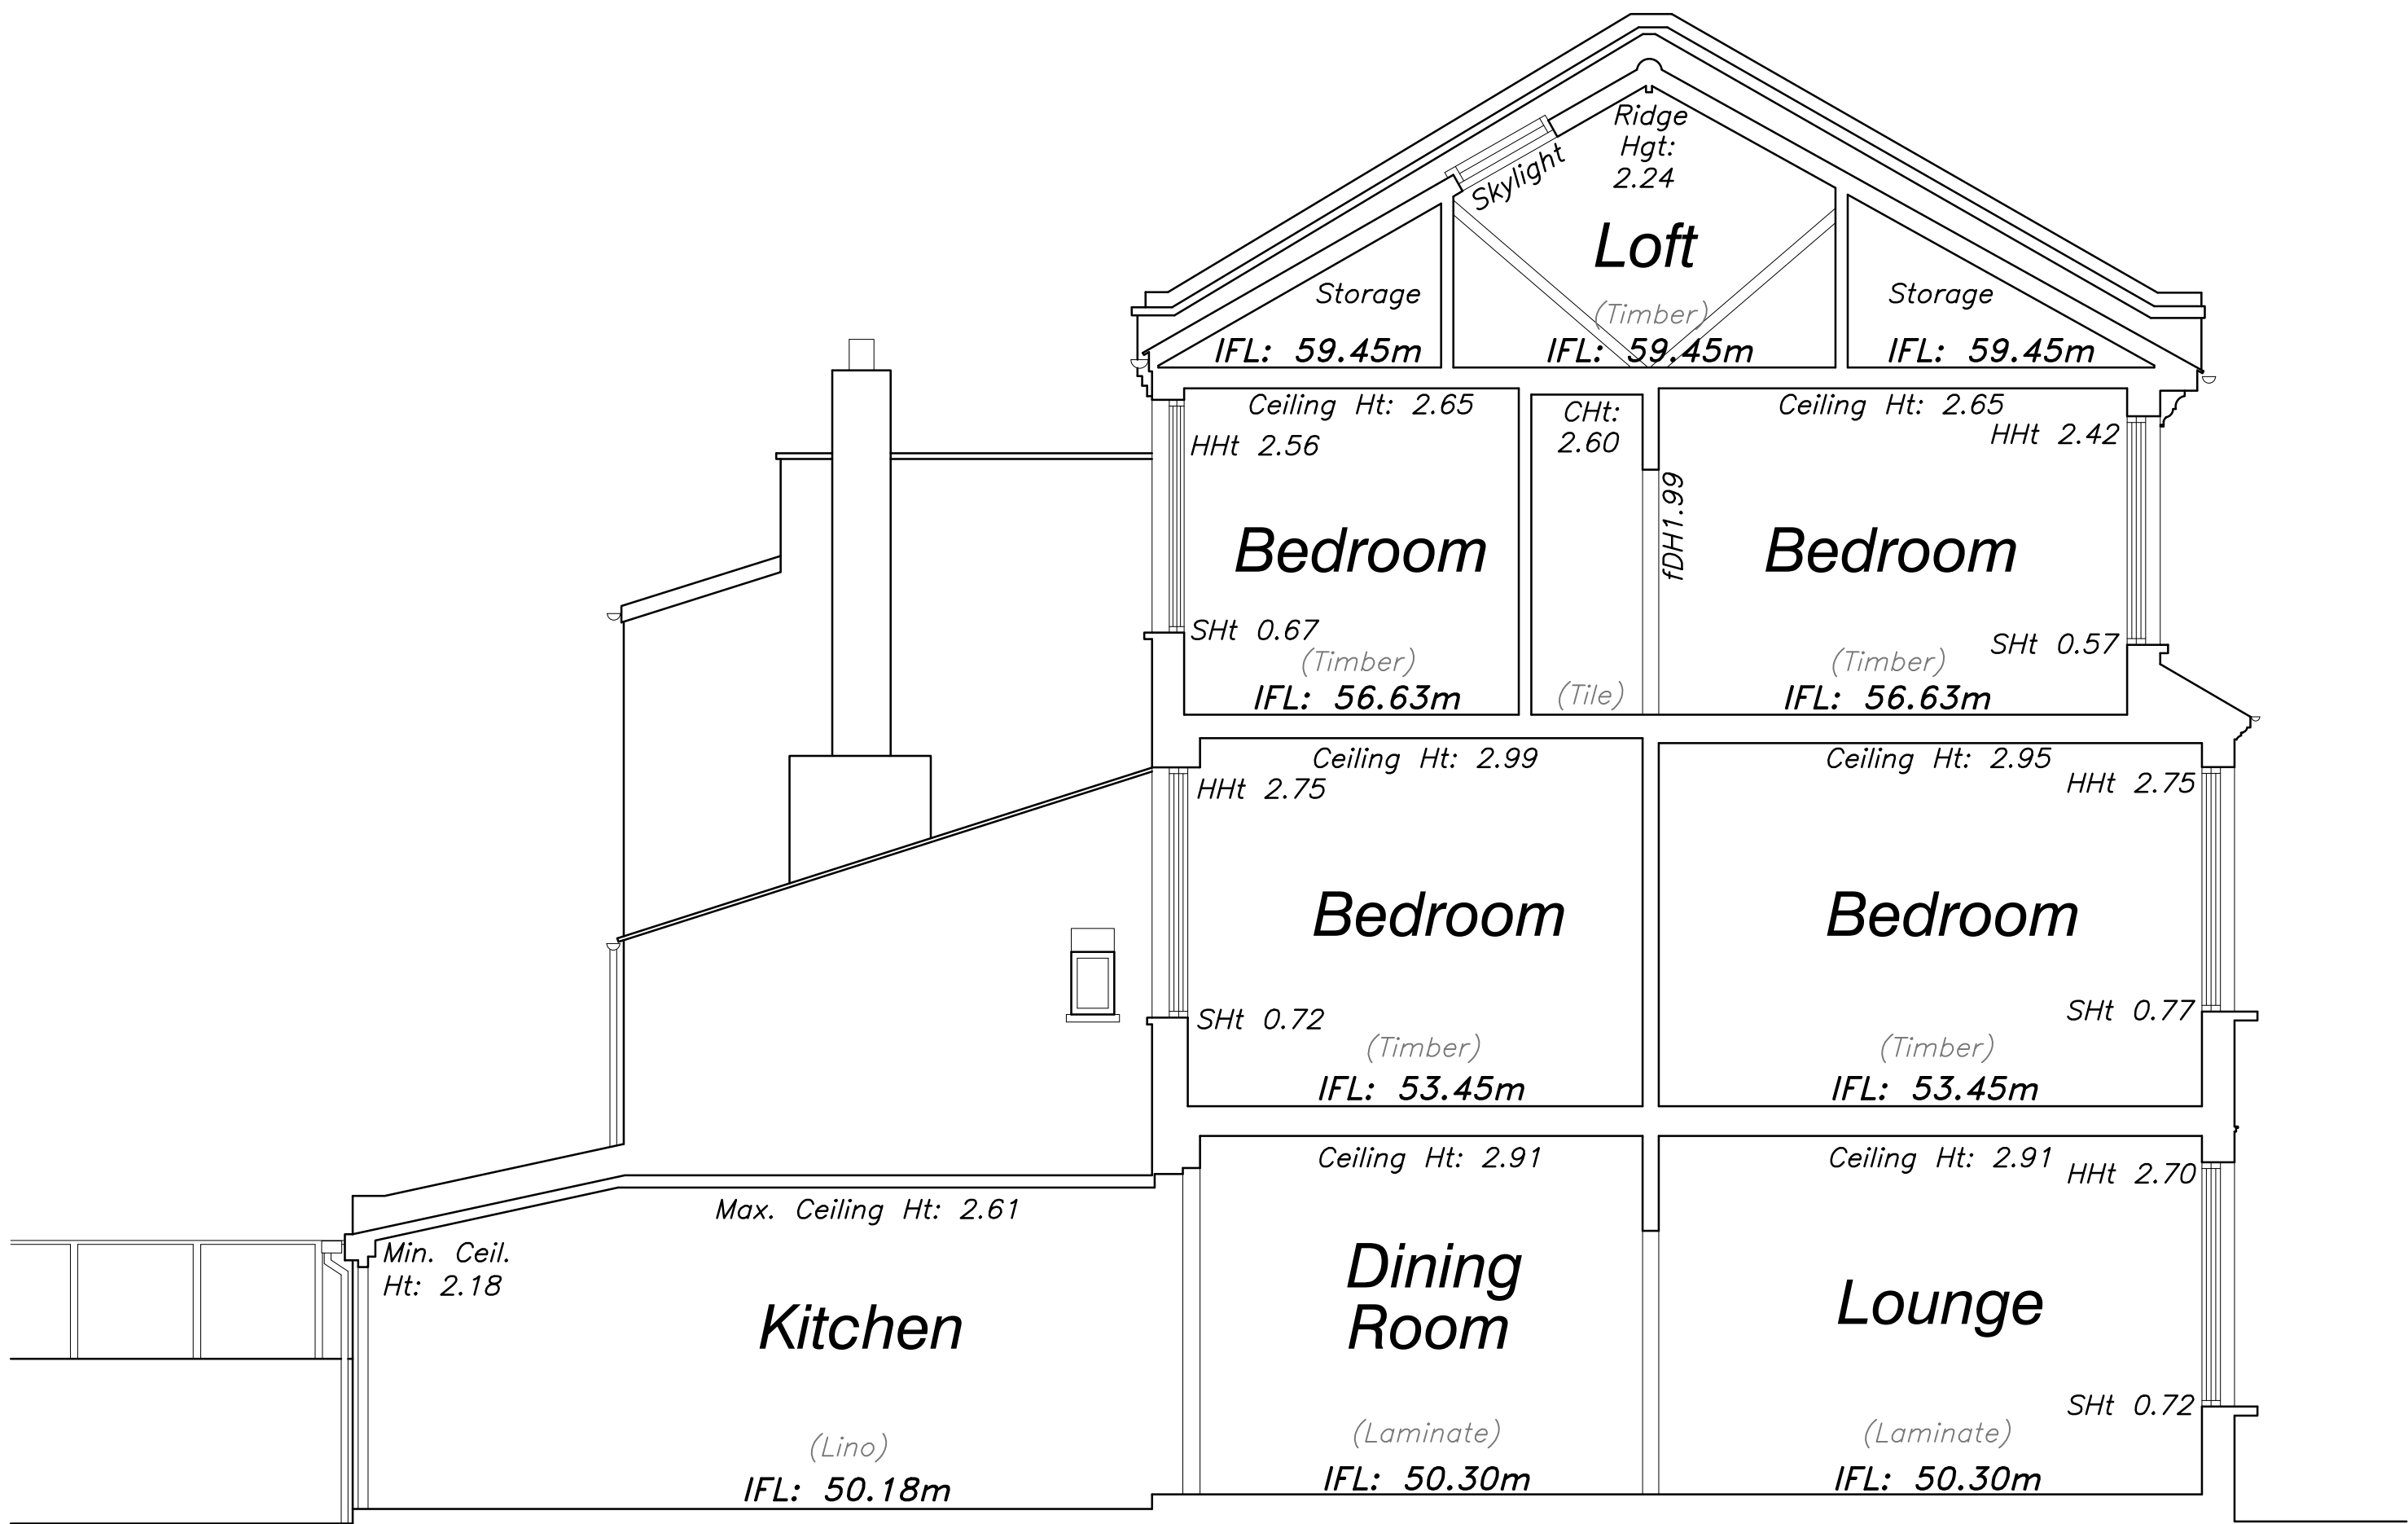 Ridge
Hgt:
2.24
Skylight
Loft
Storage
(Timber)
Storage
IFL: 59.45m
IFL: 59.45m
IFL: 59.45m
Ceiling Ht: 2.65
HHt 2.56
CHt:
2.60
Ceiling Ht: 2.65
HHt 2.42
fDH1.99
Bedroom
Bedroom
SHt 0.67
(Timber)
IFL: 56.63m
(Tile)
SHt 0.57
(Timber)
IFL: 56.63m
Ceiling Ht: 2.99
HHt 2.75
Ceiling Ht: 2.95
HHt 2.75
Bedroom
Bedroom
SHt 0.72
(Timber)
IFL: 53.45m
SHt 0.77
(Timber)
IFL: 53.45m
Max. Ceiling Ht: 2.61
Min. Ceil.
Ht: 2.18
Kitchen
(Lino)
IFL: 50.18m
Ceiling Ht: 2.91
Dining
Room
(Laminate)
IFL: 50.30m
Ceiling Ht: 2.91
HHt 2.70
Lounge
SHt 0.72
(Laminate)
IFL: 50.30m